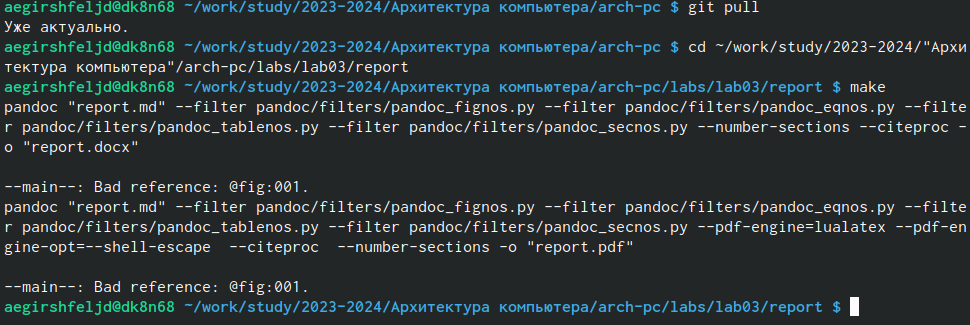 aegirshfeljd@dk8n68 ~/work/study/2023-2024/Архитектура компьютера/arch-pc $ git pull
Уже актуально.
aegirshfeljd@dk8n68 ~/work/study/2023-2024/Архитектура компьютера/arch-pc $ cd ~/work/study/2023-2024/"Архи
тектура компьютера"/arch-pc/labs/lab03/report
aegirshfeljd@dk8n68 ~/work/study/2023-2024/Архитектура компьютера/arch-pc/labs/lab03/report $ make
pandoc "report.md" --filter pandoc/filters/pandoc_fignos.py --filter pandoc/filters/pandoc_eqnos.py --filte
r pandoc/filters/pandoc_tablenos.py --filter pandoc/filters/pandoc_secnos.py --number-sections --citeproc -
o "report.docx"
--main--: Bad reference: @fig:001.
pandoc "report.md" --filter pandoc/filters/pandoc_fignos.py --filter pandoc/filters/pandoc_eqnos.py --filte
r pandoc/filters/pandoc_tablenos.py --filter pandoc/filters/pandoc_secnos.py --pdf-engine=lualatex --pdf-en
gine-opt=--shell-escape  --citeproc  --number-sections -o "report.pdf"
--main--: Bad reference: @fig:001.
aegirshfeljd@dk8n68 ~/work/study/2023-2024/Архитектура компьютера/arch-pc/labs/lab03/report $